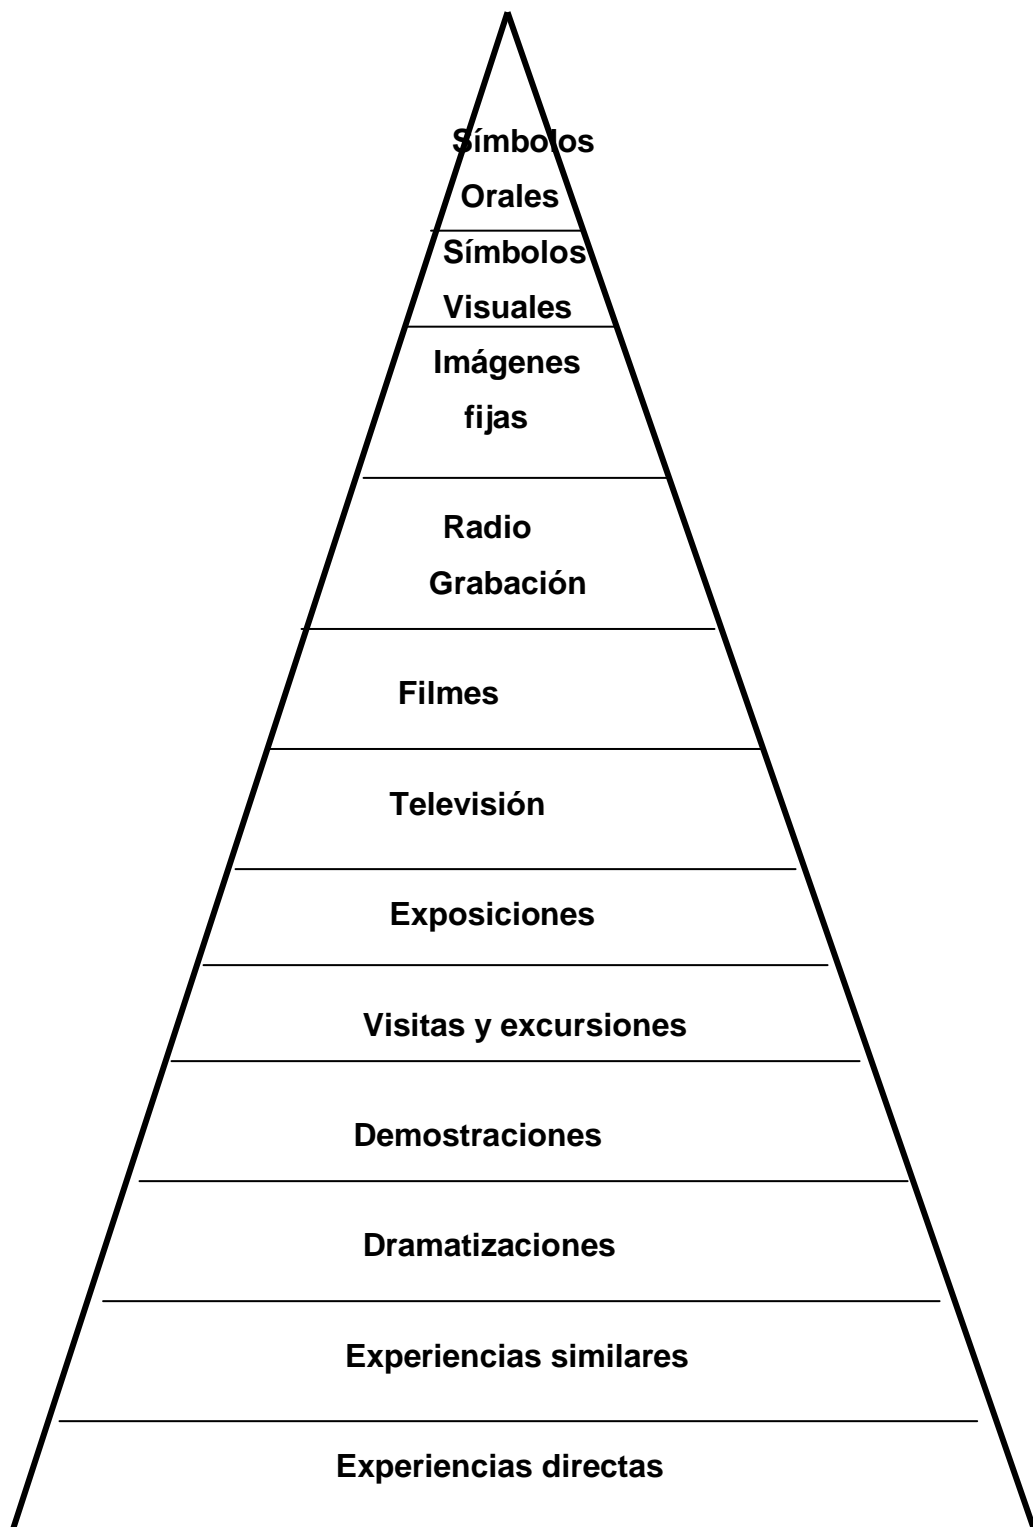 Símbolos
Orales
Símbolos
Visuales
Imágenes
fijas
Radio
Grabación
Filmes
Televisión
Exposiciones
Visitas y excursiones
Demostraciones
Dramatizaciones
Experiencias similares
Experiencias directas